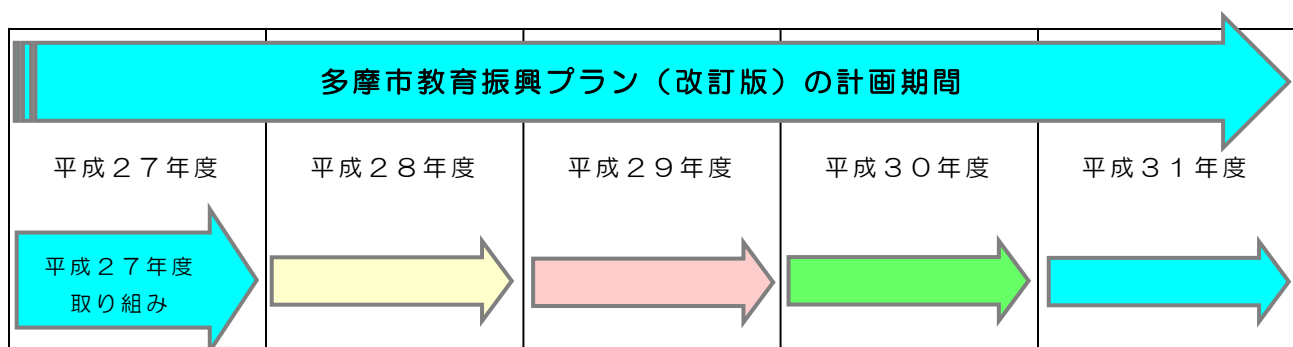 多摩市教育振興プラン（改訂版）の計画期間
平成２７年度
平成２８年度
平成２９年度
平成３０年度
平成３１年度
平成２７年度
取り組み